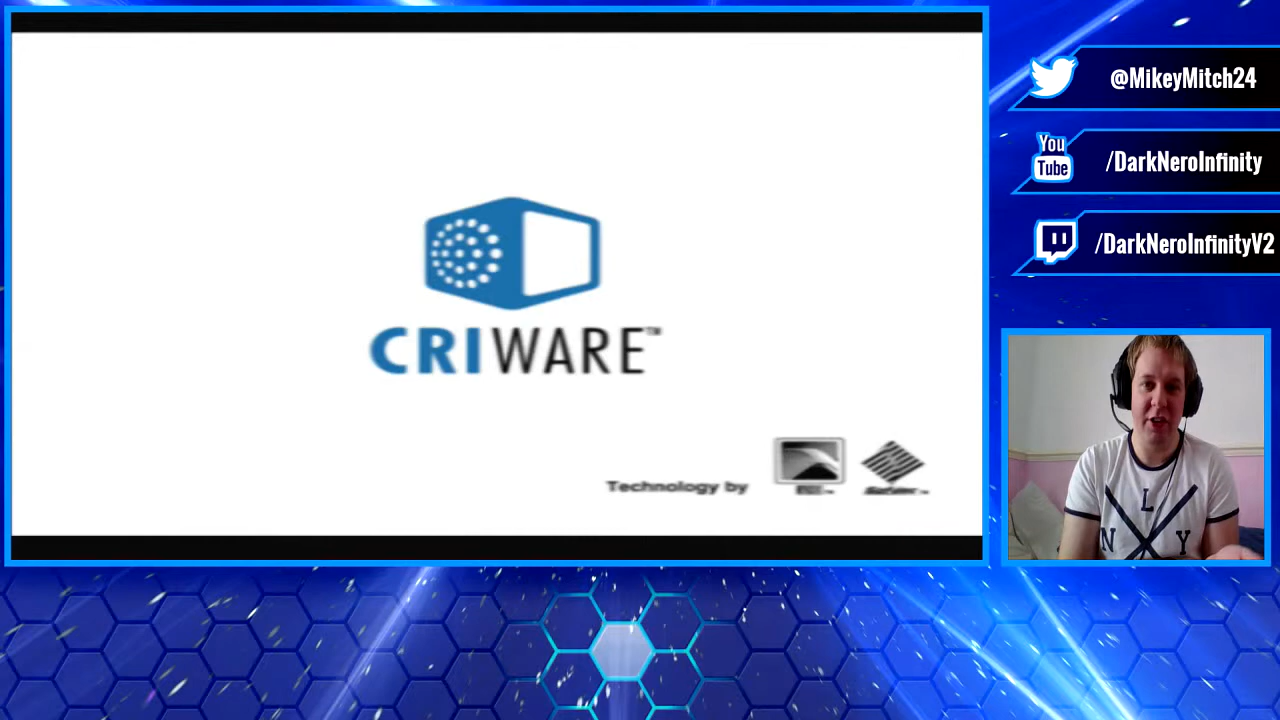 CRIWARE™
Technology by
@MikeyMitch24
You
Tube
/DarkNeroInfinity
/DarkNeroInfinityV2
L
N Y